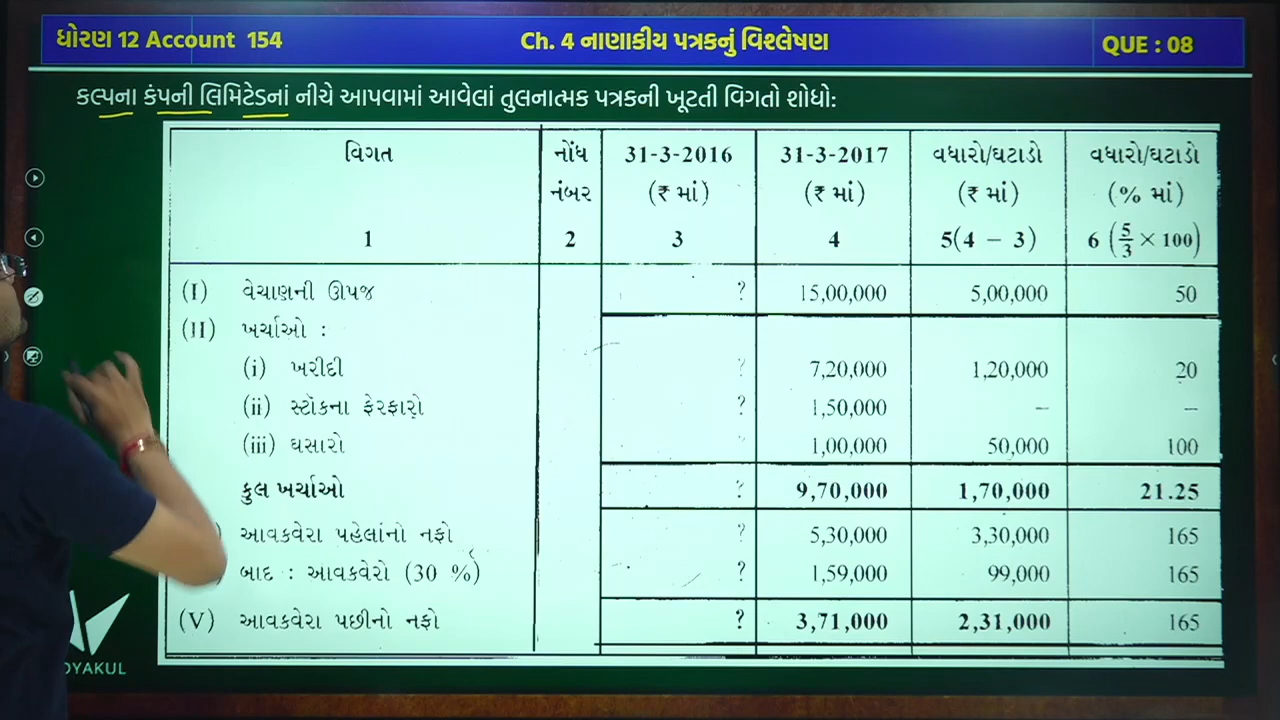 ધોરણ 12 Account 154
Ch. 4 નાણાકીય પત્રકનું વિશ્લેષણ
QUE : 08
કલ્પના કંપની લિમિટેડનાં નીચે આપવામાં આવેલાં તુલનાત્મક પત્રકની ખૂટતી વિગતો શોધો:
વિગત નોંધ 31-3-2016 31-3-2017 વધારો/ઘટાડો વધારો/ઘટાડો
નંબર (₹ માં) (₹ માં) (₹ માં) (% માં)
1 2 3 4 5(4 – 3) 6 (5/3 × 100)
(I) વેચાણની ઊપજ ? 15,00,000 5,00,000 50
(II) ખર્ચાઓ :
(i) ખરીદી ? 7,20,000 1,20,000 20
(ii) સ્ટૉકના ફેરફારો ? 1,50,000 – –
(iii) ઘસારો ? 1,00,000 50,000 100
કુલ ખર્ચાઓ ? 9,70,000 1,70,000 21.25
) આવકવેરા પહેલાંનો નફો ? 5,30,000 3,30,000 165
) બાદ : આવકવેરો (30 %) ? 1,59,000 99,000 165
(V) આવકવેરા પછીનો નફો ? 3,71,000 2,31,000 165
DYAKUL